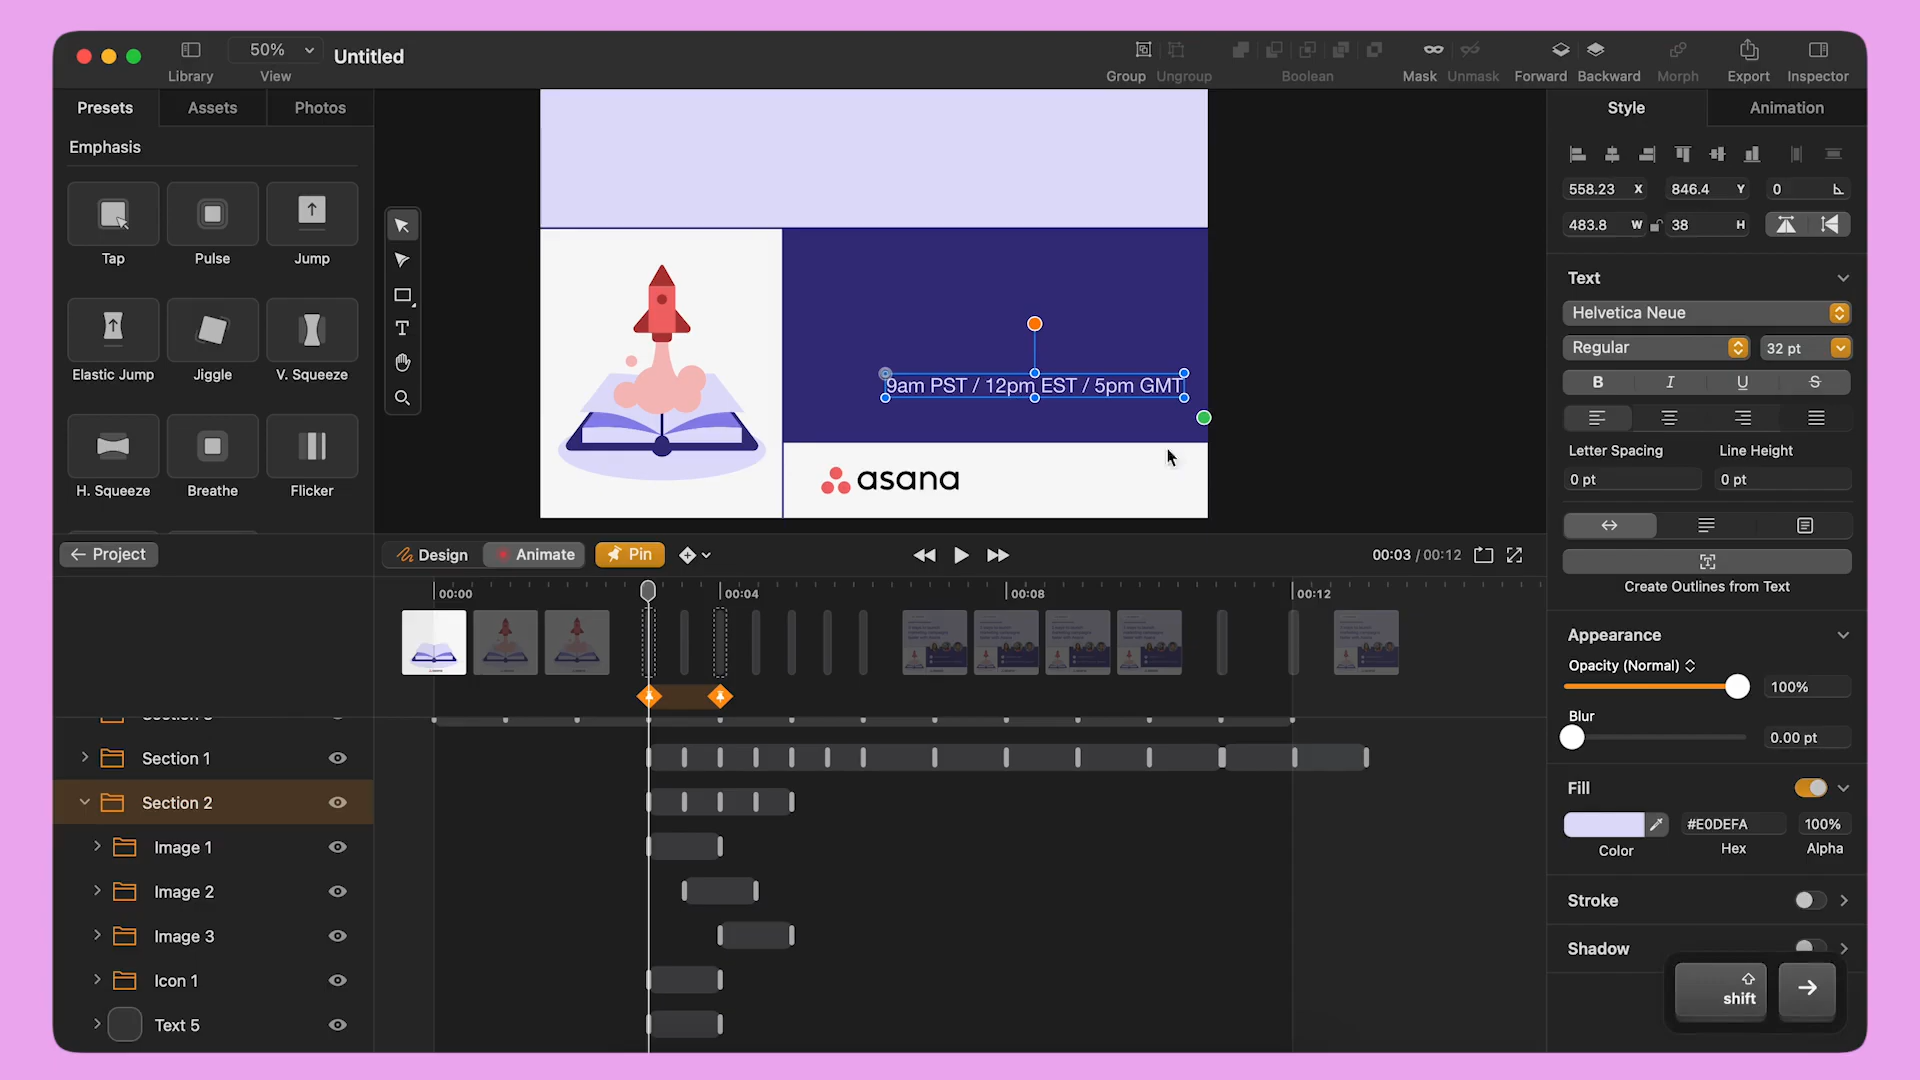 50%
Untitled
Library
View
Group
Ungroup
Boolean
Mask
Unmask
Forward
Backward
Morph
Export
Inspector
Presets
Assets
Photos
Style
Animation
Emphasis
Tap
Pulse
Jump
Elastic Jump
Jiggle
V. Squeeze
H. Squeeze
Breathe
Flicker
9am PST / 12pm EST / 5pm GMT
asana
558.23 X
846.4 Y
0
483.8 W
38 H
Text
Helvetica Neue
Regular
32 pt
B I U S
Letter Spacing
Line Height
0 pt
0 pt
Create Outlines from Text
Appearance
Opacity (Normal)
100%
Blur
0.00 pt
Fill
#E0DEFA
100%
Color
Hex
Alpha
Stroke
Shadow
shift
Project
Design
Animate
Pin
00:03 / 00:12
00:00
00:04
00:08
00:12
Section 1
Section 2
Image 1
Image 2
Image 3
Icon 1
Text 5